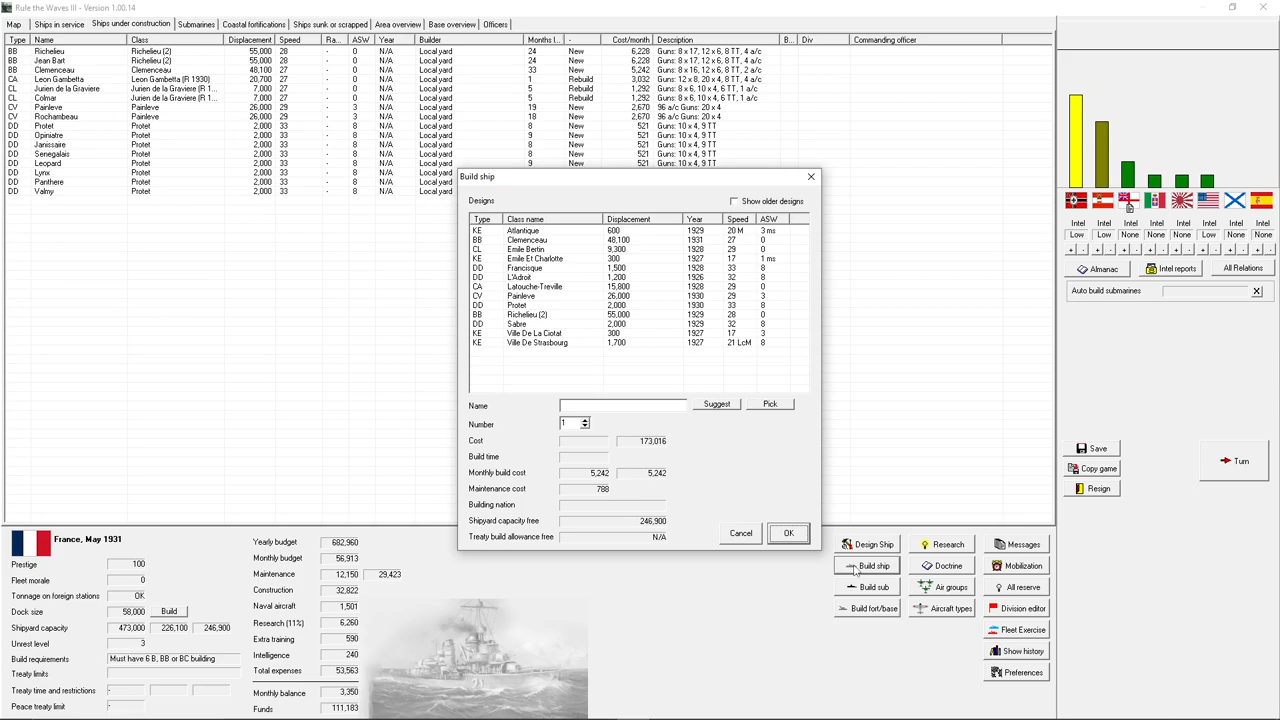 Rule the Waves III - Version 1.00.14
Map Ships in service Ships under construction Submarines Coastal fortifications Ships sunk or scrapped Area overview Base overview Officers
Type Name Class Displacement Speed Ra... ASW Year Builder Months l... - Cost/month Description B... Div Commanding officer
BB Richelieu Richelieu (2) 55,000 28 - 0 N/A Local yard 24 New 6,228 Guns: 8 x 17, 12 x 6, 8 TT, 4 a/c
BB Jean Bart Richelieu (2) 55,000 28 - 0 N/A Local yard 24 New 6,228 Guns: 8 x 17, 12 x 6, 8 TT, 4 a/c
BB Clemenceau Clemenceau 48,100 27 - 0 N/A Local yard 33 New 5,242 Guns: 8 x 16, 12 x 6, 2 TT, 2 a/c
CA Leon Gambetta Leon Gambetta (R 1930) 20,700 27 - 0 N/A Local yard 1 Rebuild 3,032 Guns: 12 x 8, 20 x 4, 4 TT, 4 a/c
CL Jurien de la Graviere Jurien de la Graviere (R 1... 7,000 27 - 0 N/A Local yard 5 Rebuild 1,292 Guns: 8 x 6, 10 x 4, 6 TT, 1 a/c
CL Colmar Jurien de la Graviere (R 1... 7,000 27 - 0 N/A Local yard 5 Rebuild 1,292 Guns: 8 x 6, 10 x 4, 6 TT, 1 a/c
CV Painleve Painleve 26,000 29 - 3 N/A Local yard 19 New 2,670 96 a/c Guns: 20 x 4
CV Rochambeau Painleve 26,000 29 - 3 N/A Local yard 18 New 2,670 96 a/c Guns: 20 x 4
DD Protet Protet 2,000 33 - 8 N/A Local yard 8 New 521 Guns: 10 x 4, 9 TT
DD Opiniatre Protet 2,000 33 - 8 N/A Local yard 9 New 521 Guns: 10 x 4, 9 TT
DD Janissaire Protet 2,000 33 - 8 N/A Local yard 8 New 521 Guns: 10 x 4, 9 TT
DD Senegalais Protet 2,000 33 - 8 N/A Local yard 8 New 521 Guns: 10 x 4, 9 TT
DD Leopard Protet 2,000 33 - 8 N/A Local yard 9 New 521 Guns: 10 x 4, 9 TT
DD Lynx Protet 2,000 33 - 8 N/A Local yard
DD Panthere Protet 2,000 33 - 8 N/A Local yard
DD Valmy Protet 2,000 33 - 8 N/A Local yard
Build ship
Designs Show older designs
Type Class name Displacement Year Speed ASW
KE Atlantique 600 1929 20 M 3 ms
BB Clemenceau 48,100 1931 27 0
CL Emile Bertin 9,300 1928 29 0
KE Emile Et Charlotte 300 1927 17 1 ms
DD Francisque 1,500 1928 33 8
DD L'Adroit 1,200 1926 32 8
CA Latouche-Treville 15,800 1928 29 0
CV Painleve 26,000 1930 29 3
DD Protet 2,000 1930 33 8
BB Richelieu (2) 55,000 1929 28 0
DD Sabre 2,000 1929 32 8
KE Ville De La Ciotat 300 1927 17 3
KE Ville De Strasbourg 1,700 1927 21 LcM 8
Name Suggest Pick
Number 1
Cost 173,016
Build time
Monthly build cost 5,242 5,242
Maintenance cost 788
Building nation
Shipyard capacity free 246,900
Treaty build allowance free N/A
Cancel OK
Intel Intel Intel Intel Intel Intel Intel Intel
Low Low None None None None None None
+ - + - + - + - + - + - + - + -
Almanac Intel reports All Relations
Auto build submarines
Save
Copy game
Resign
Turn
France, May 1931
Prestige 100
Fleet morale 0
Tonnage on foreign stations OK
Dock size 58,000 Build
Shipyard capacity 473,000 226,100 246,900
Unrest level 3
Build requirements Must have 6 B, BB or BC building
Treaty limits
Treaty time and restrictions -
Peace treaty limit -
Yearly budget 682,960
Monthly budget 56,913
Maintenance 12,150 29,423
Construction 32,822
Naval aircraft 1,501
Research (11%) 6,260
Extra training 590
Intelligence 240
Total expenses 53,563
Monthly balance 3,350
Funds 111,183
Design Ship Research Messages
Build ship Doctrine Mobilization
Build sub Air groups All reserve
Build fort/base Aircraft types Division editor
Fleet Exercise
Show history
Preferences